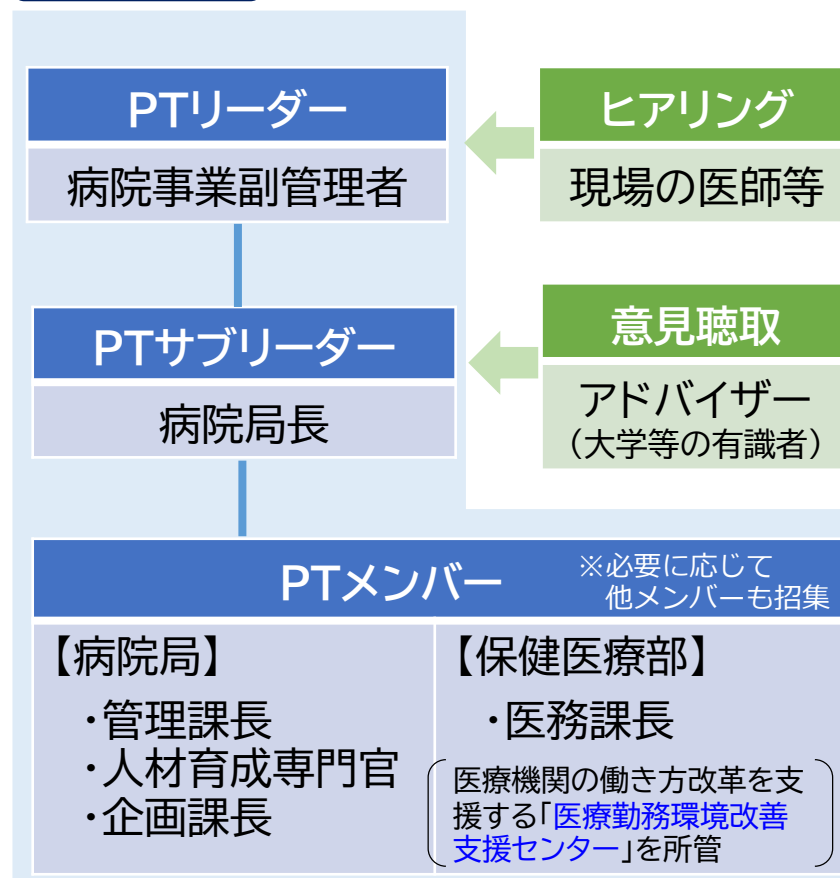 PTリーダー
病院事業副管理者
ヒアリング
現場の医師等
PTサブリーダー
病院局長
意見聴取
アドバイザー
（大学等の有識者）
PTメンバー
※必要に応じて
他メンバーも招集
【病院局】
・管理課長
・人材育成専門官
・企画課長
【保健医療部】
・医務課長
医療機関の働き方改革を支
援する「医療勤務環境改善
支援センター」を所管